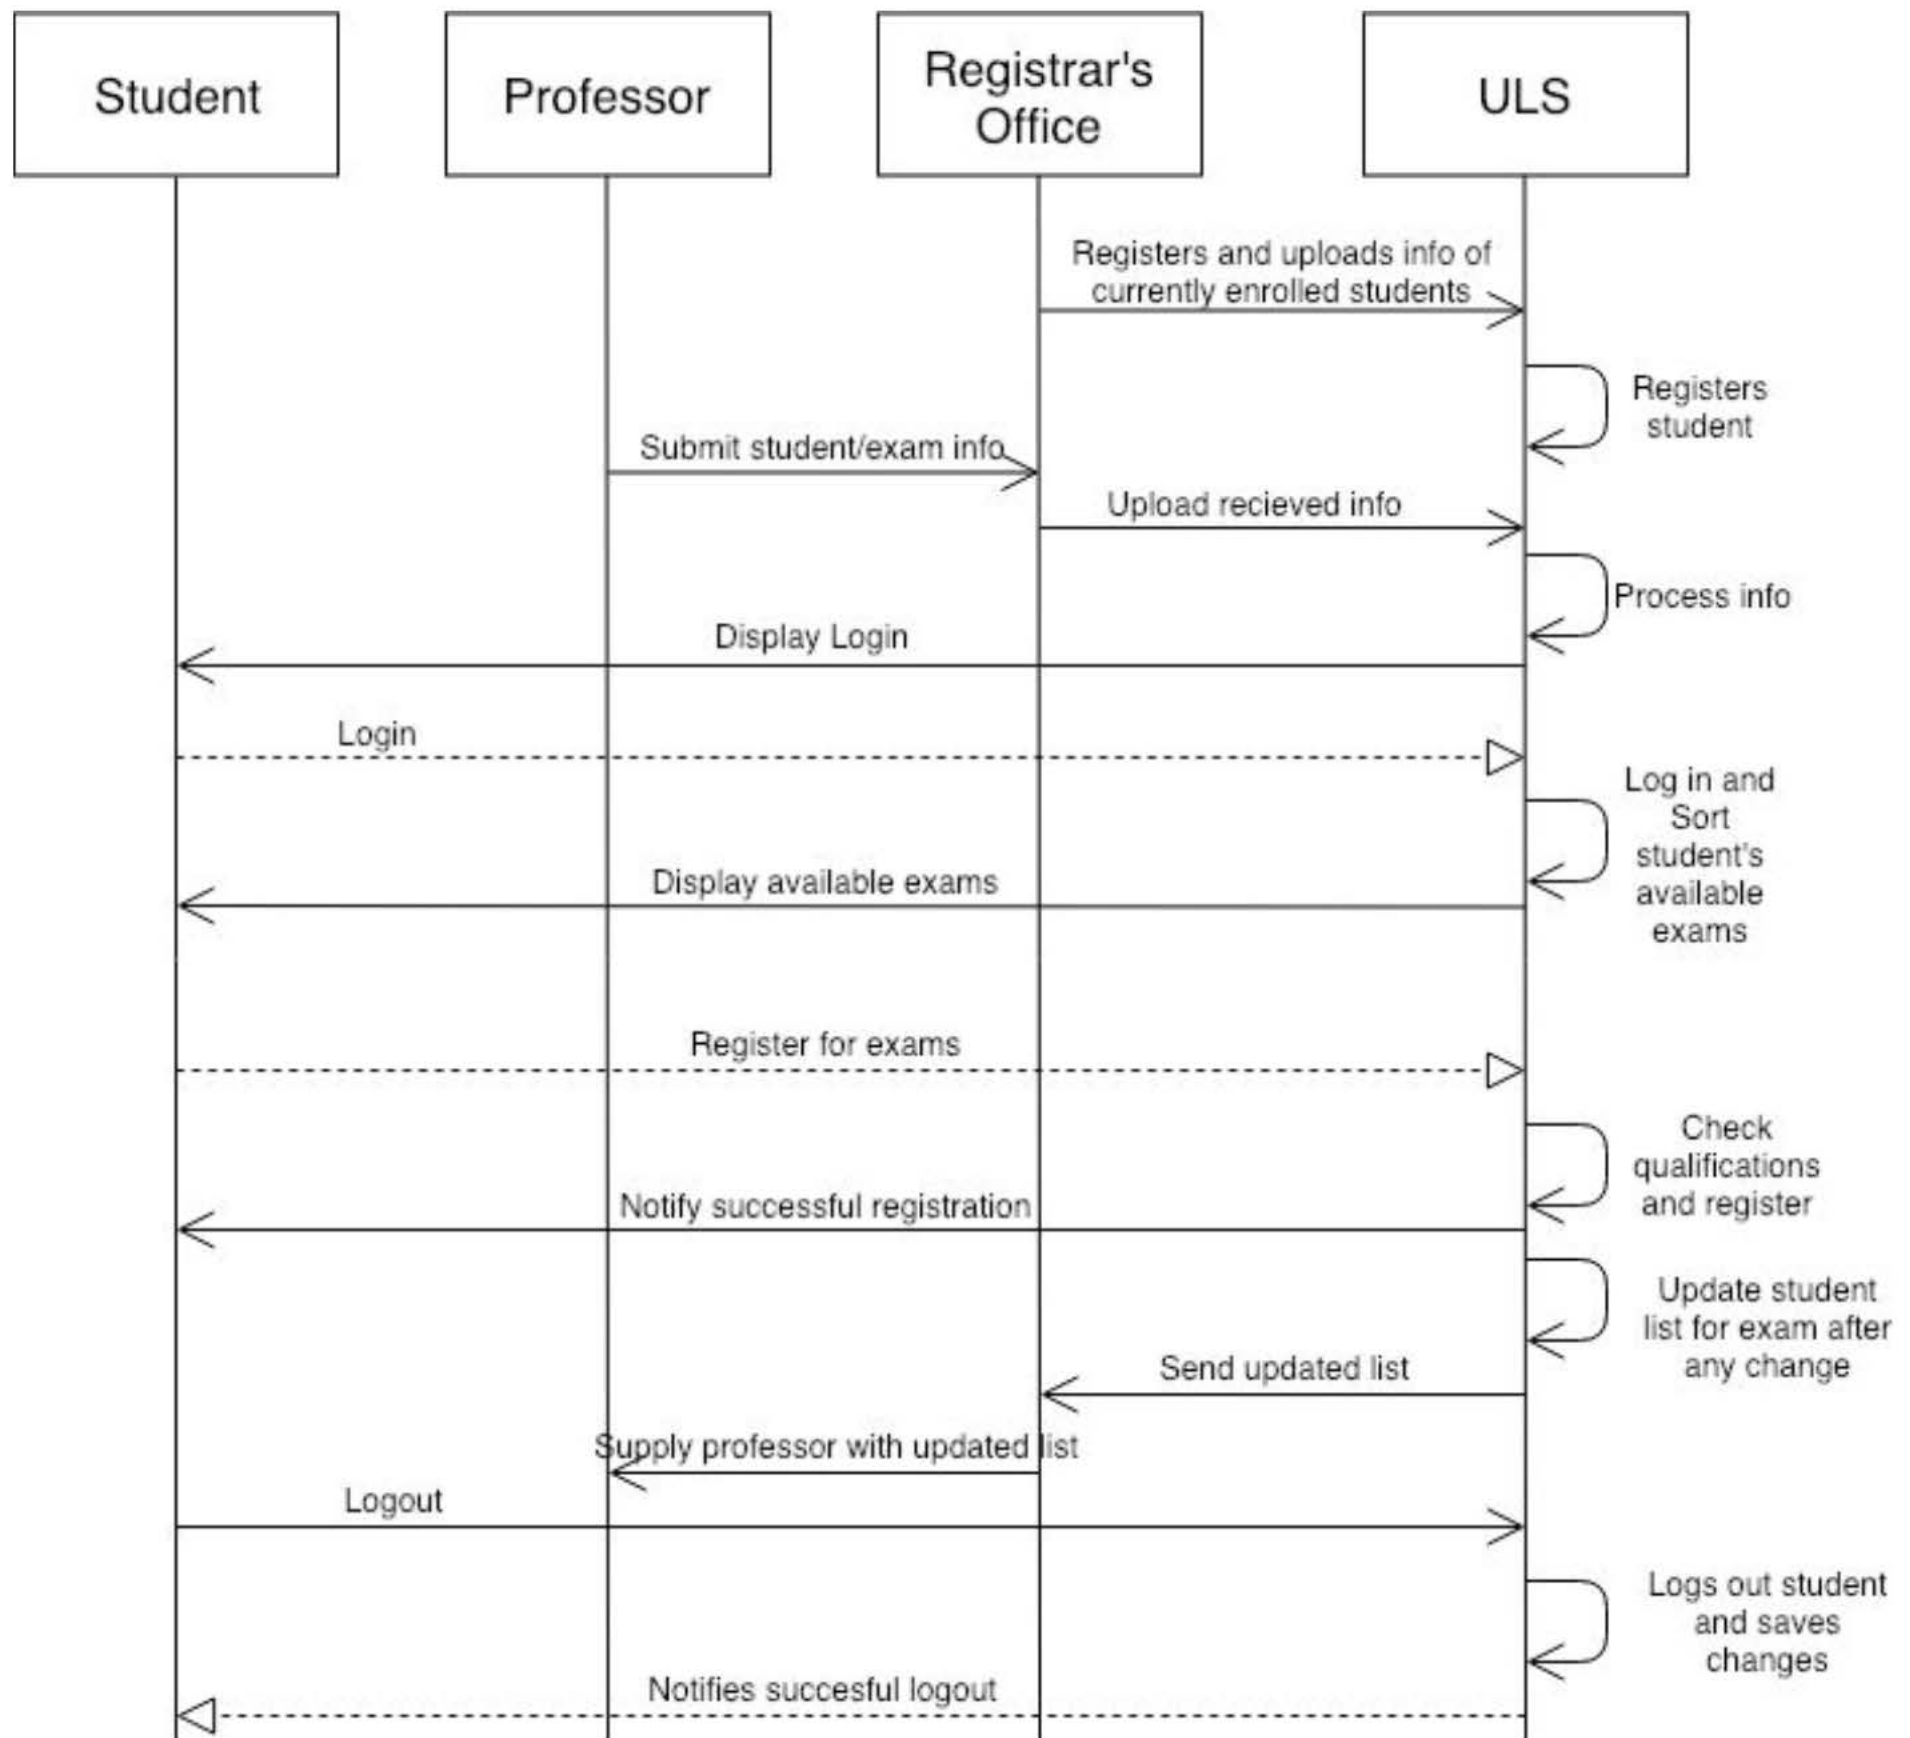 Student
Professor
Registrar's
Office
ULS
Registers and uploads info of
currently enrolled students
Registers
student
Submit student/exam info
Upload recieved info
Process info
Display Login
Login
Log in and
Sort
student's
available
exams
Display available exams
Register for exams
Check
qualifications
and register
Notify successful registration
Update student
list for exam after
any change
Send updated list
Supply professor with updated list
Logout
Logs out student
and saves
changes
Notifies succesful logout